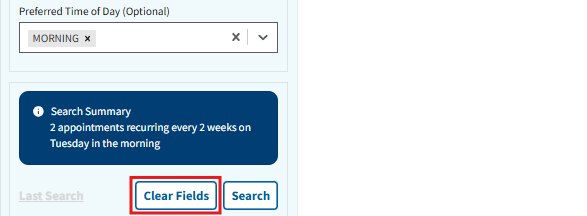 Preferred Time of Day (Optional)
MORNING
Search Summary
2 appointments recurring every 2 weeks on
Tuesday in the morning
Last Search Clear Fields Search